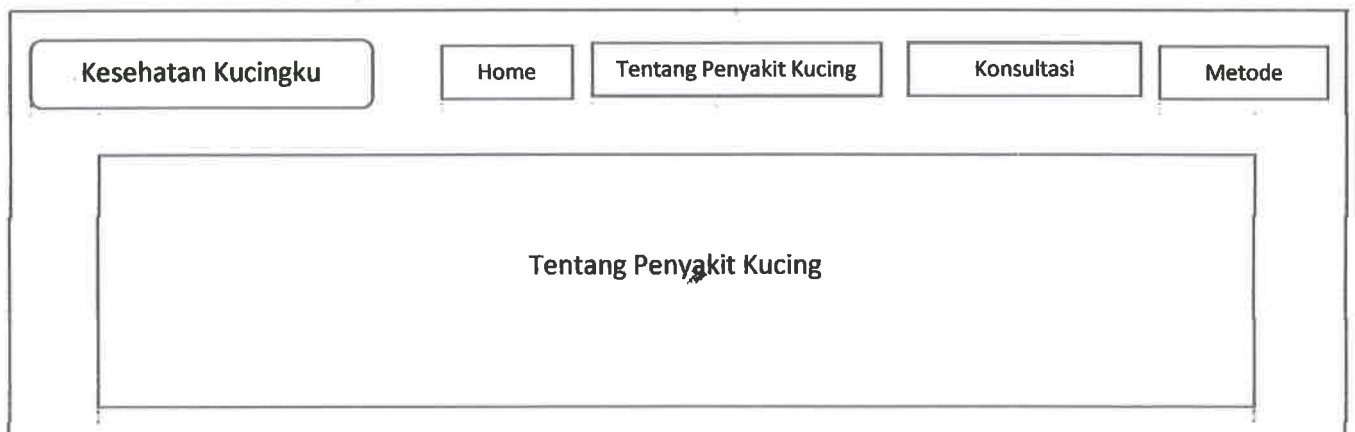 Kesehatan Kucingku
Home
Tentang Penyakit Kucing
Konsultasi
Metode
Tentang Penyakit Kucing